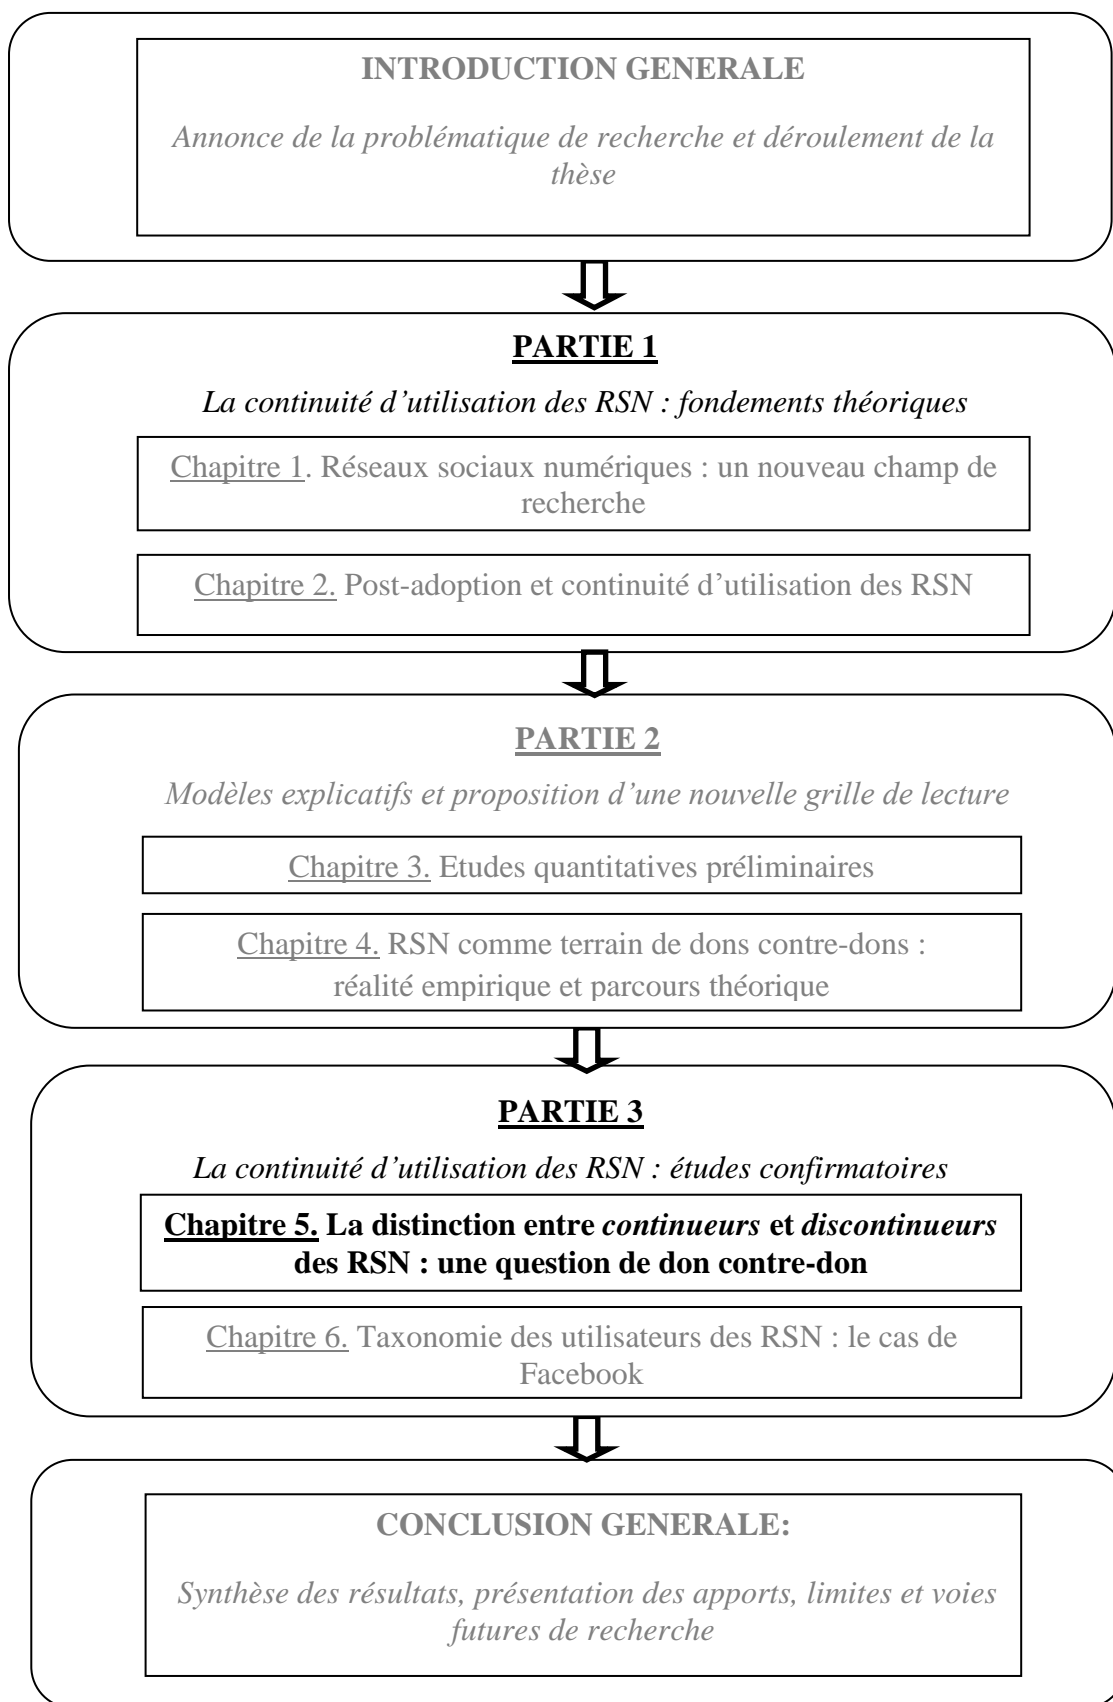 INTRODUCTION GENERALE
Annonce de la problématique de recherche et déroulement de la
thèse
PARTIE 1
La continuité d’utilisation des RSN : fondements théoriques
Chapitre 1. Réseaux sociaux numériques : un nouveau champ de
recherche
Chapitre 2. Post-adoption et continuité d’utilisation des RSN
PARTIE 2
Modèles explicatifs et proposition d’une nouvelle grille de lecture
Chapitre 3. Etudes quantitatives préliminaires
Chapitre 4. RSN comme terrain de dons contre-dons :
réalité empirique et parcours théorique
PARTIE 3
La continuité d’utilisation des RSN : études confirmatoires
Chapitre 5. La distinction entre continueurs et discontinueurs
des RSN : une question de don contre-don
Chapitre 6. Taxonomie des utilisateurs des RSN : le cas de
Facebook
CONCLUSION GENERALE:
Synthèse des résultats, présentation des apports, limites et voies
futures de recherche